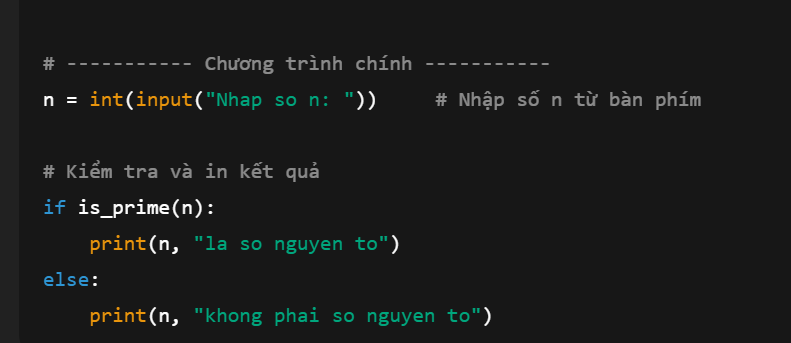 # ----------- Chương trình chính -----------
n = int(input("Nhap so n: "))     # Nhập số n từ bàn phím
# Kiểm tra và in kết quả
if is_prime(n):
    print(n, "la so nguyen to")
else:
    print(n, "khong phai so nguyen to")